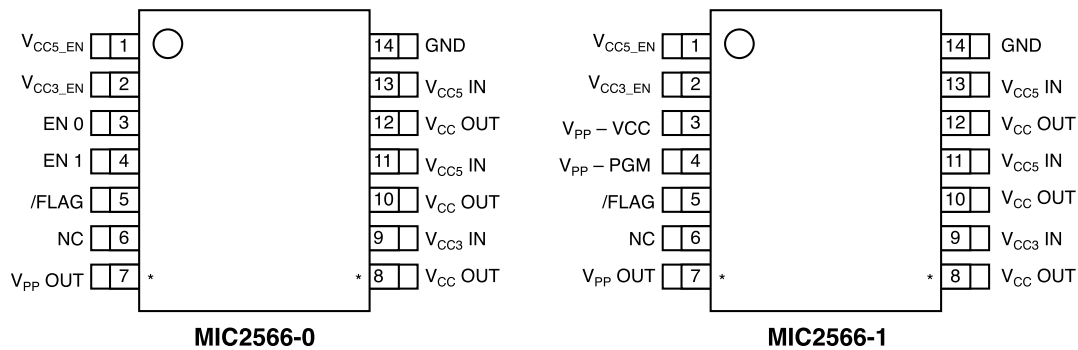 VCC5_EN 1 14 GND
VCC3_EN 2 13 VCC5 IN
EN 0 3 12 VCC OUT
EN 1 4 11 VCC5 IN
/FLAG 5 10 VCC OUT
NC 6 9 VCC3 IN
VPP OUT 7 * * 8 VCC OUT
MIC2566-0
VCC5_EN 1 14 GND
VCC3_EN 2 13 VCC5 IN
VPP – VCC 3 12 VCC OUT
VPP – PGM 4 11 VCC5 IN
/FLAG 5 10 VCC OUT
NC 6 9 VCC3 IN
VPP OUT 7 * * 8 VCC OUT
MIC2566-1